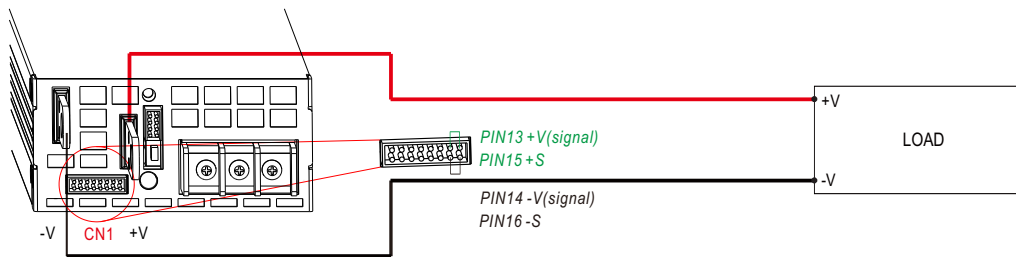 +V
PIN13 +V(signal)
LOAD
PIN15 +S
-V
PIN14 -V(signal)
PIN16 -S
-V CN1 +V